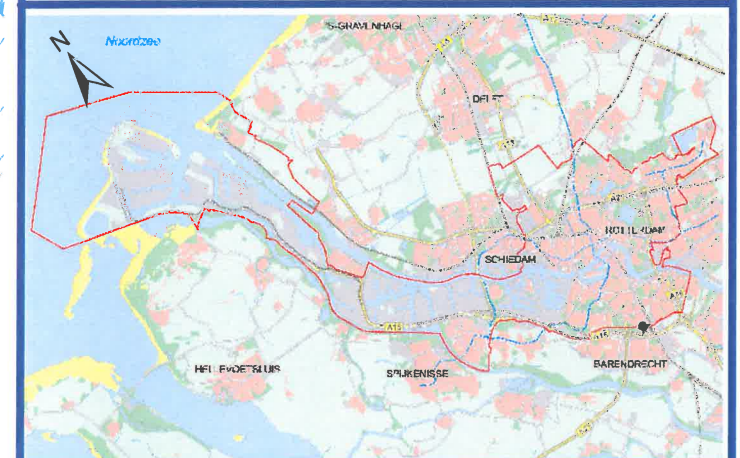 N
Noordzee
'S-GRAVENHAGE
DELFT
ROTTERDAM
SCHIEDAM
A15
HELLEVOETSLUIS
SPIJKENISSE
BARENDRECHT